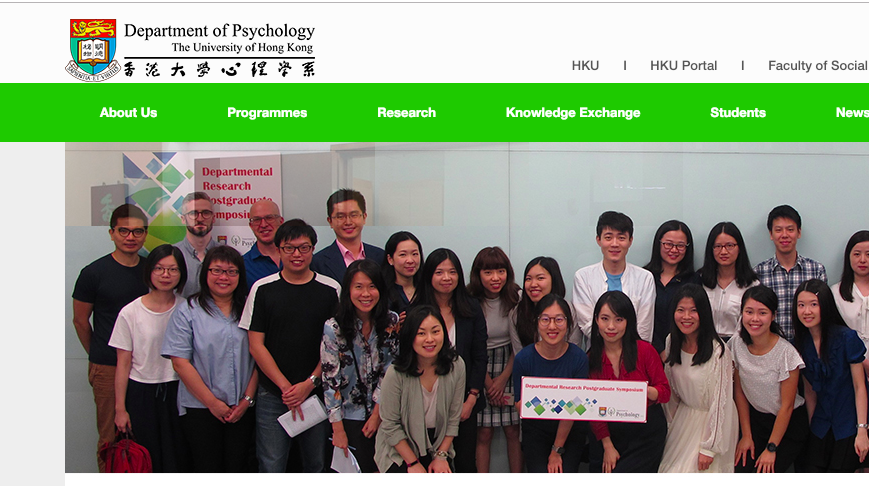 Department of Psychology
The University of Hong Kong
香港大學心理學系
HKU | HKU Portal | Faculty of Social
About Us Programmes Research Knowledge Exchange Students News
Departmental
Research
Postgraduate
Symposium
Departmental Research Postgraduate Symposium
Psychology